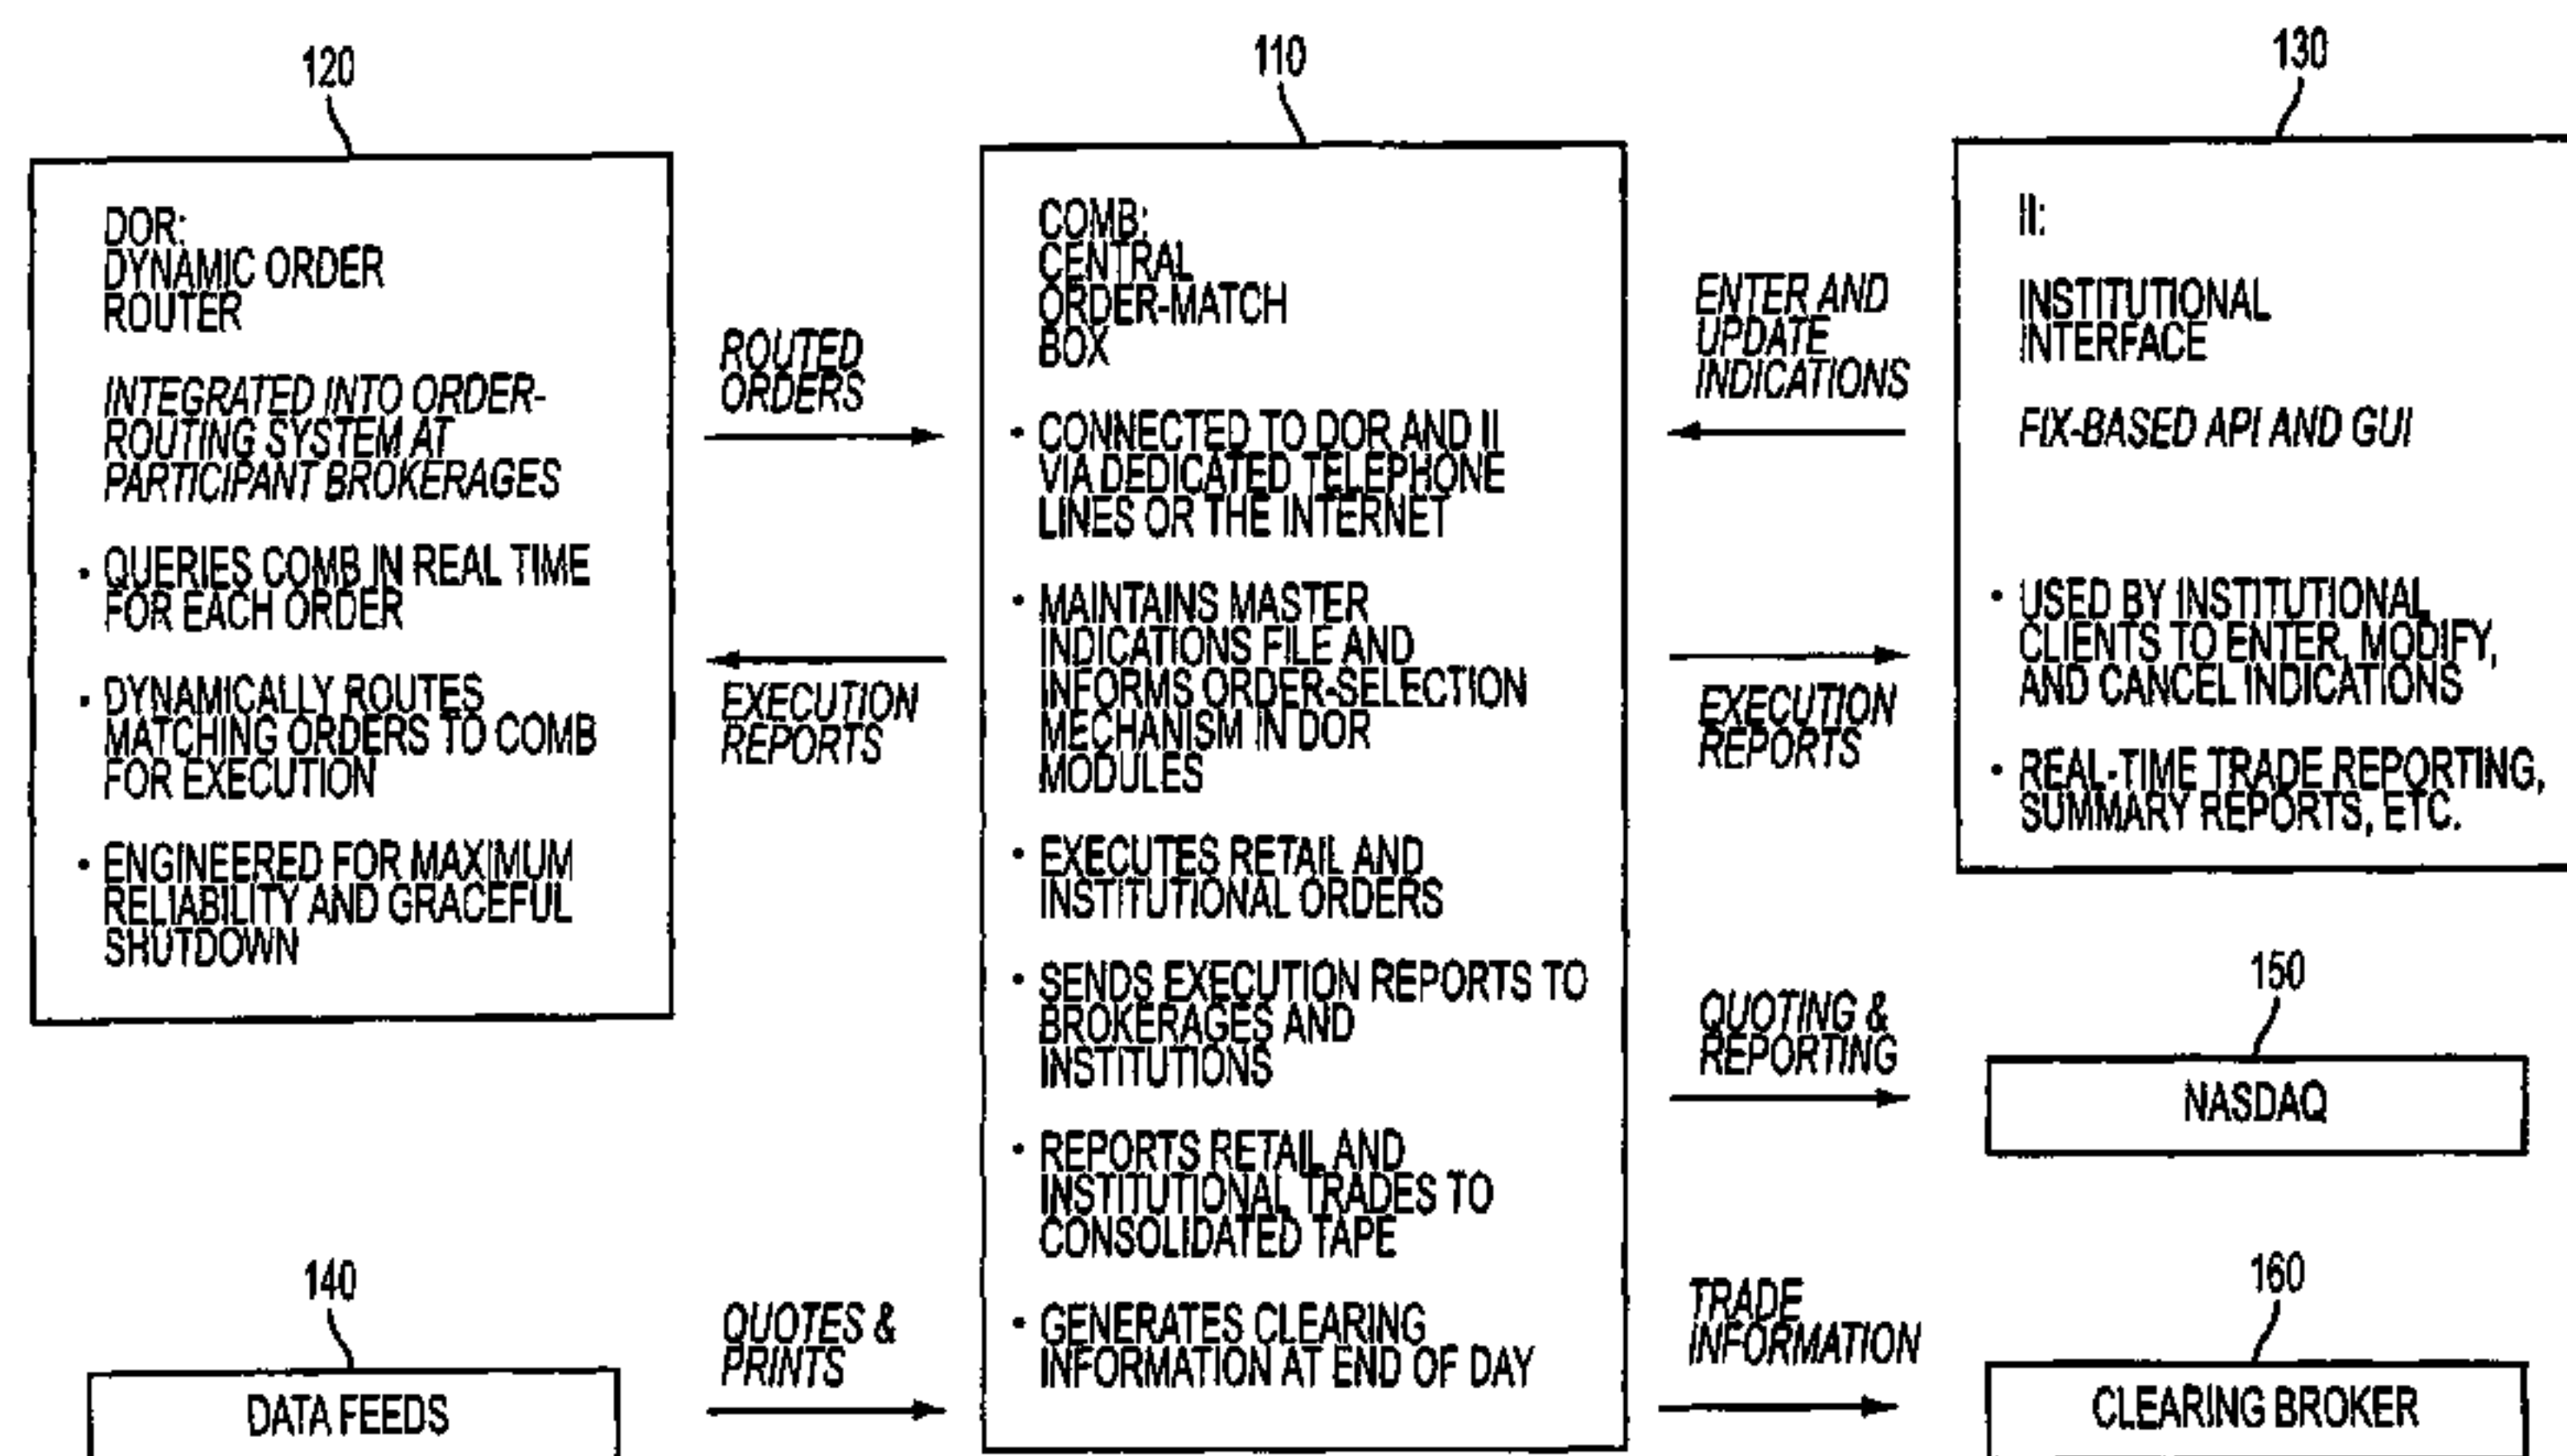 120
DOR:
DYNAMIC ORDER
ROUTER
INTEGRATED INTO ORDER-
ROUTING SYSTEM AT
PARTICIPANT BROKERAGES
• QUERIES COMB IN REAL TIME
FOR EACH ORDER
• DYNAMICALLY ROUTES
MATCHING ORDERS TO COMB
FOR EXECUTION
• ENGINEERED FOR MAXIMUM
RELIABILITY AND GRACEFUL
SHUTDOWN
140
DATA FEEDS
ROUTED
ORDERS
EXECUTION
REPORTS
QUOTES &
PRINTS
110
COMB:
CENTRAL
ORDER-MATCH
BOX
• CONNECTED TO DOR AND II
VIA DEDICATED TELEPHONE
LINES OR THE INTERNET
• MAINTAINS MASTER
INDICATIONS FILE AND
INFORMS ORDER-SELECTION
MECHANISM IN DOR
MODULES
• EXECUTES RETAIL AND
INSTITUTIONAL ORDERS
• SENDS EXECUTION REPORTS TO
BROKERAGES AND
INSTITUTIONS
• REPORTS RETAIL AND
INSTITUTIONAL TRADES TO
CONSOLIDATED TAPE
• GENERATES CLEARING
INFORMATION AT END OF DAY
ENTER AND
UPDATE
INDICATIONS
EXECUTION
REPORTS
QUOTING &
REPORTING
TRADE
INFORMATION
130
II:
INSTITUTIONAL
INTERFACE
FIX-BASED API AND GUI
• USED BY INSTITUTIONAL
CLIENTS TO ENTER, MODIFY,
AND CANCEL INDICATIONS
• REAL-TIME TRADE REPORTING,
SUMMARY REPORTS, ETC.
150
NASDAQ
160
CLEARING BROKER